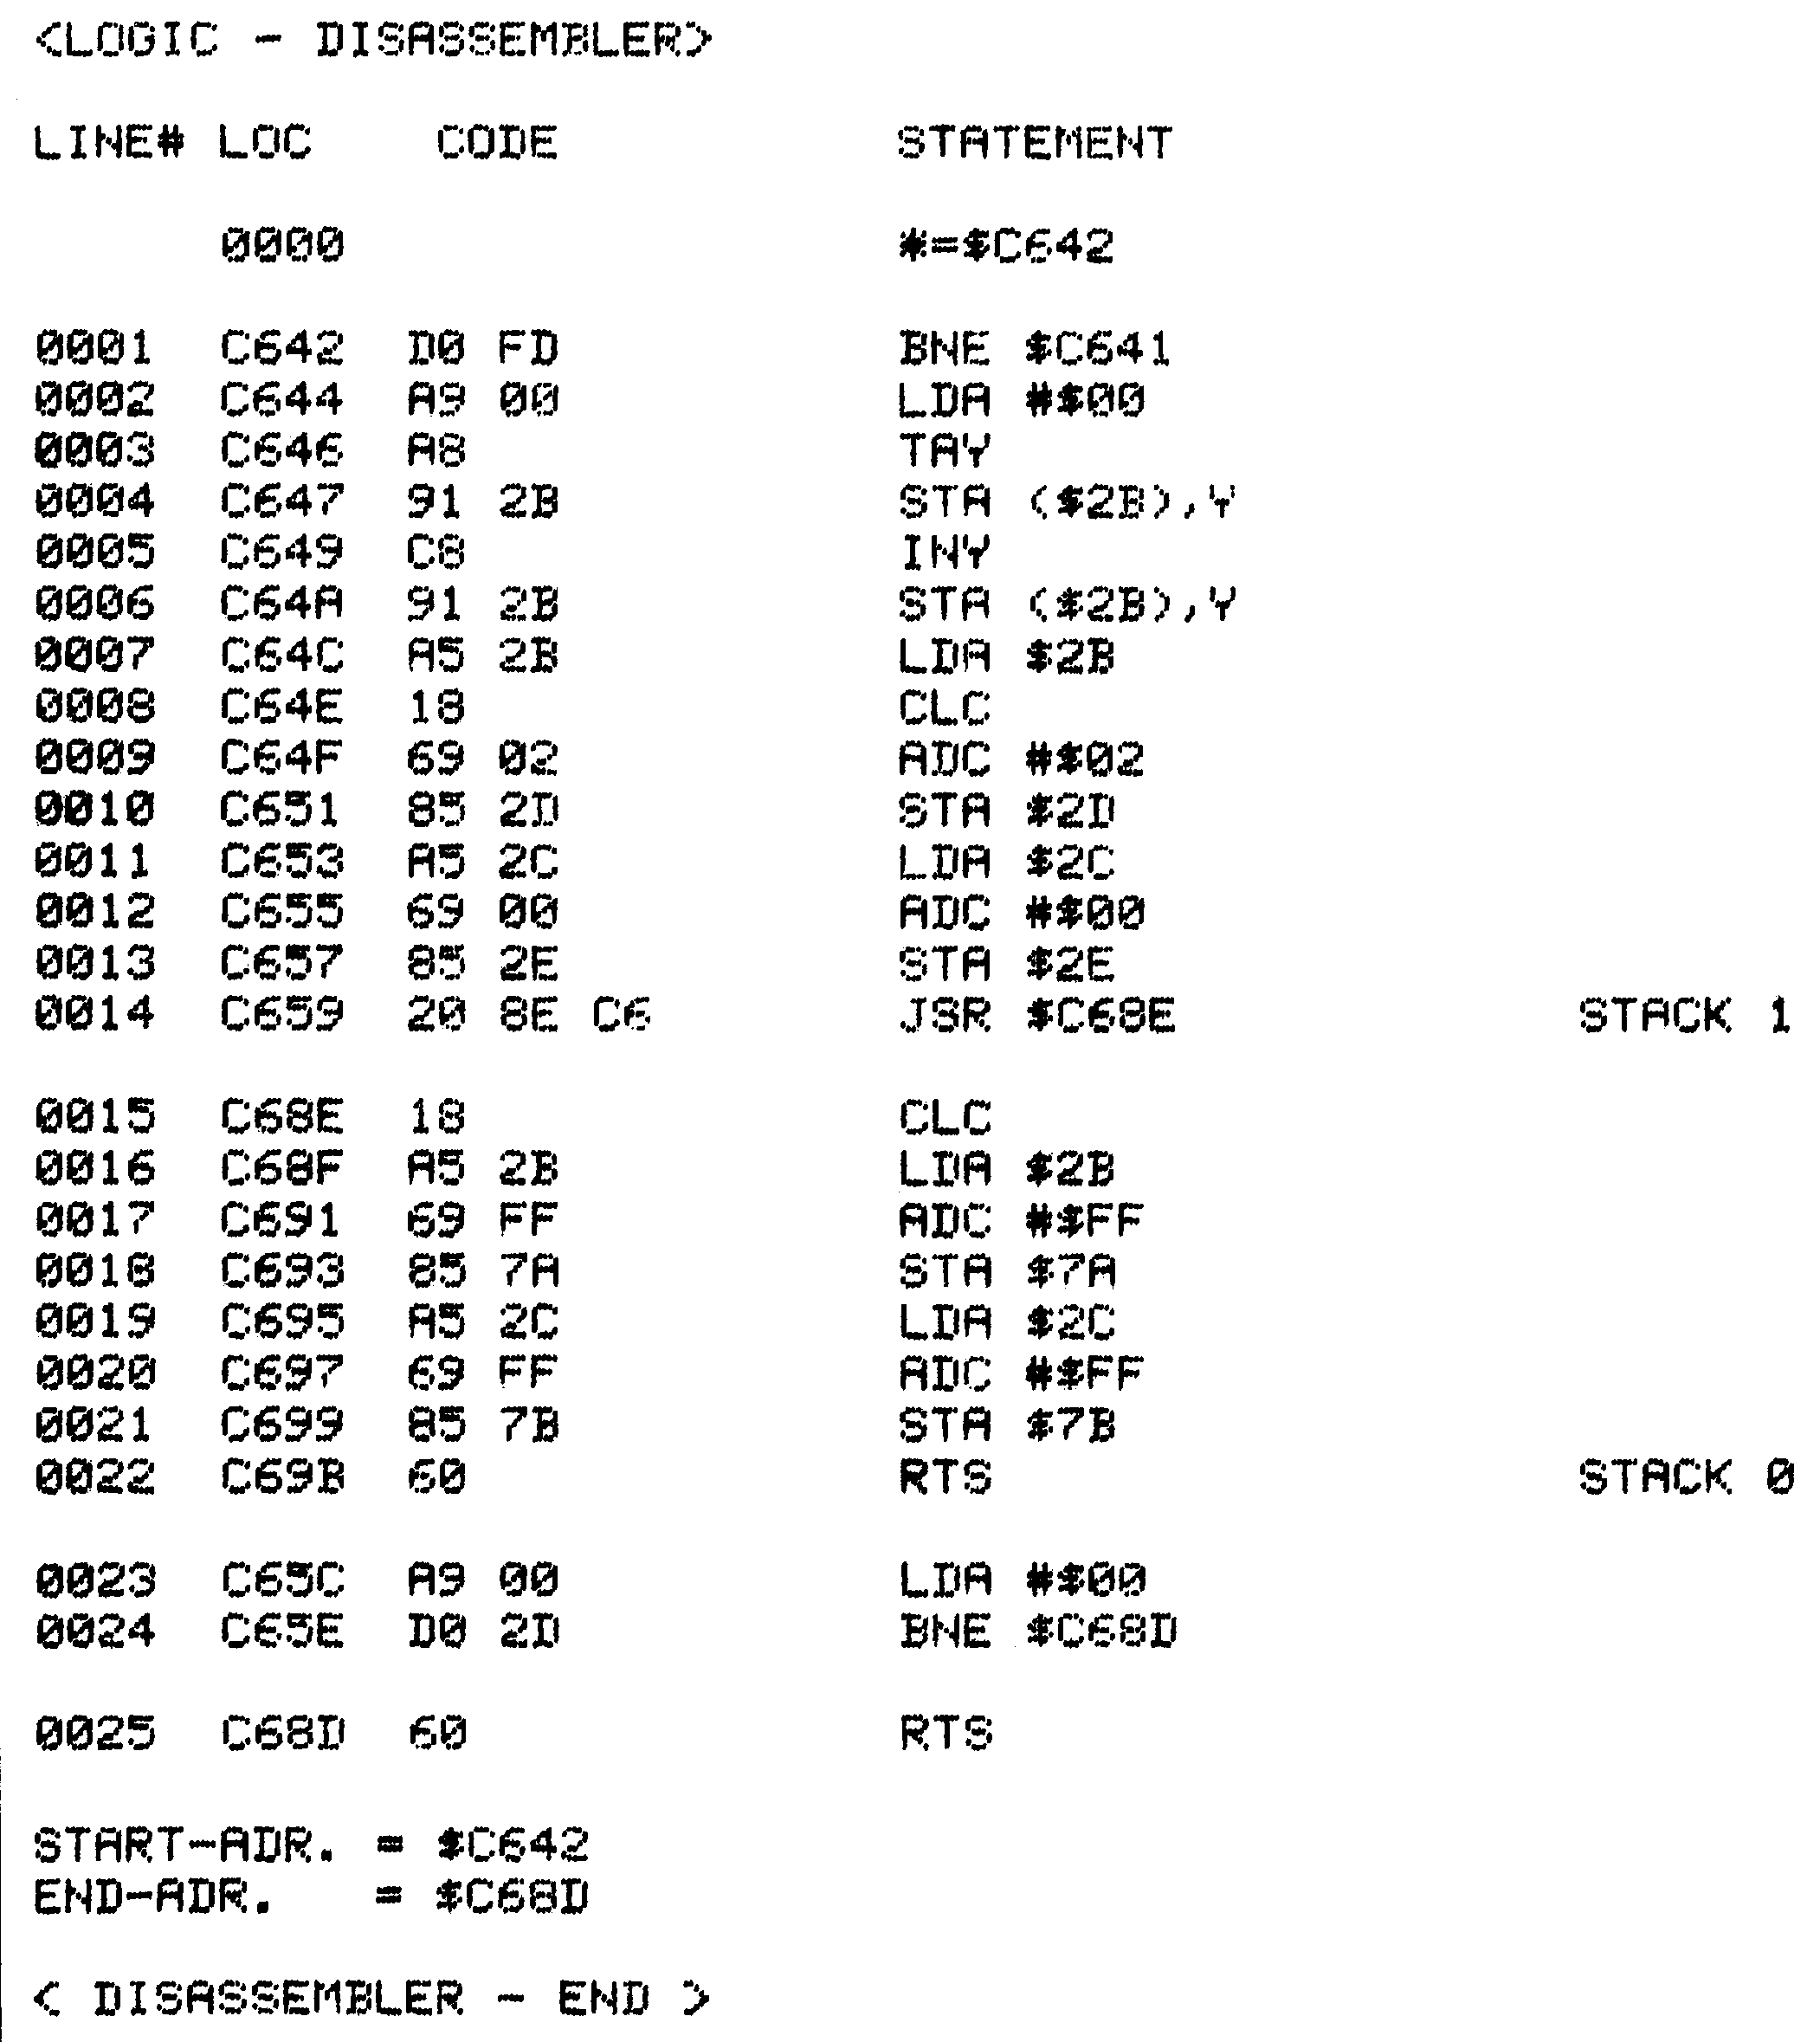 <LOGIC - DISASSEMBLER>
LINE# LOC CODE STATEMENT
0000 *=$C642
0001 C642 D0 FD BNE $C641
0002 C644 A9 00 LDA #$00
0003 C646 A8 TAY
0004 C647 91 2B STA ($2B),Y
0005 C649 C8 INY
0006 C64A 91 2B STA ($2B),Y
0007 C64C A5 2B LDA $2B
0008 C64E 18 CLC
0009 C64F 69 02 ADC #$02
0010 C651 85 2D STA $2D
0011 C653 A5 2C LDA $2C
0012 C655 69 00 ADC #$00
0013 C657 85 2E STA $2E
0014 C659 20 8E C6 JSR $C68E STACK 1
0015 C68E 18 CLC
0016 C68F A5 2B LDA $2B
0017 C691 69 FF ADC #$FF
0018 C693 85 7A STA $7A
0019 C695 A5 2C LDA $2C
0020 C697 69 FF ADC #$FF
0021 C699 85 7B STA $7B
0022 C69B 60 RTS STACK 0
0023 C65C A9 00 LDA #$00
0024 C65E D0 2D BNE $C68D
0025 C68D 60 RTS
START-ADR. = $C642
END-ADR. = $C68D
< DISASSEMBLER - END >